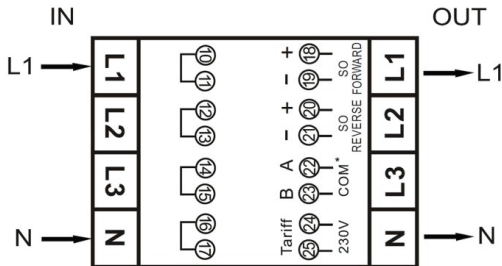 IN
OUT
L1
L1
10
11
+ 18
- 19
SO
FORWARD
L1
L1
L2
12
13
+ 20
- 21
SO
REVERSE
L2
L3
14
15
A 22
B 23
COM*
L3
N
N
16
17
Tariff 24
25
230V
N
N